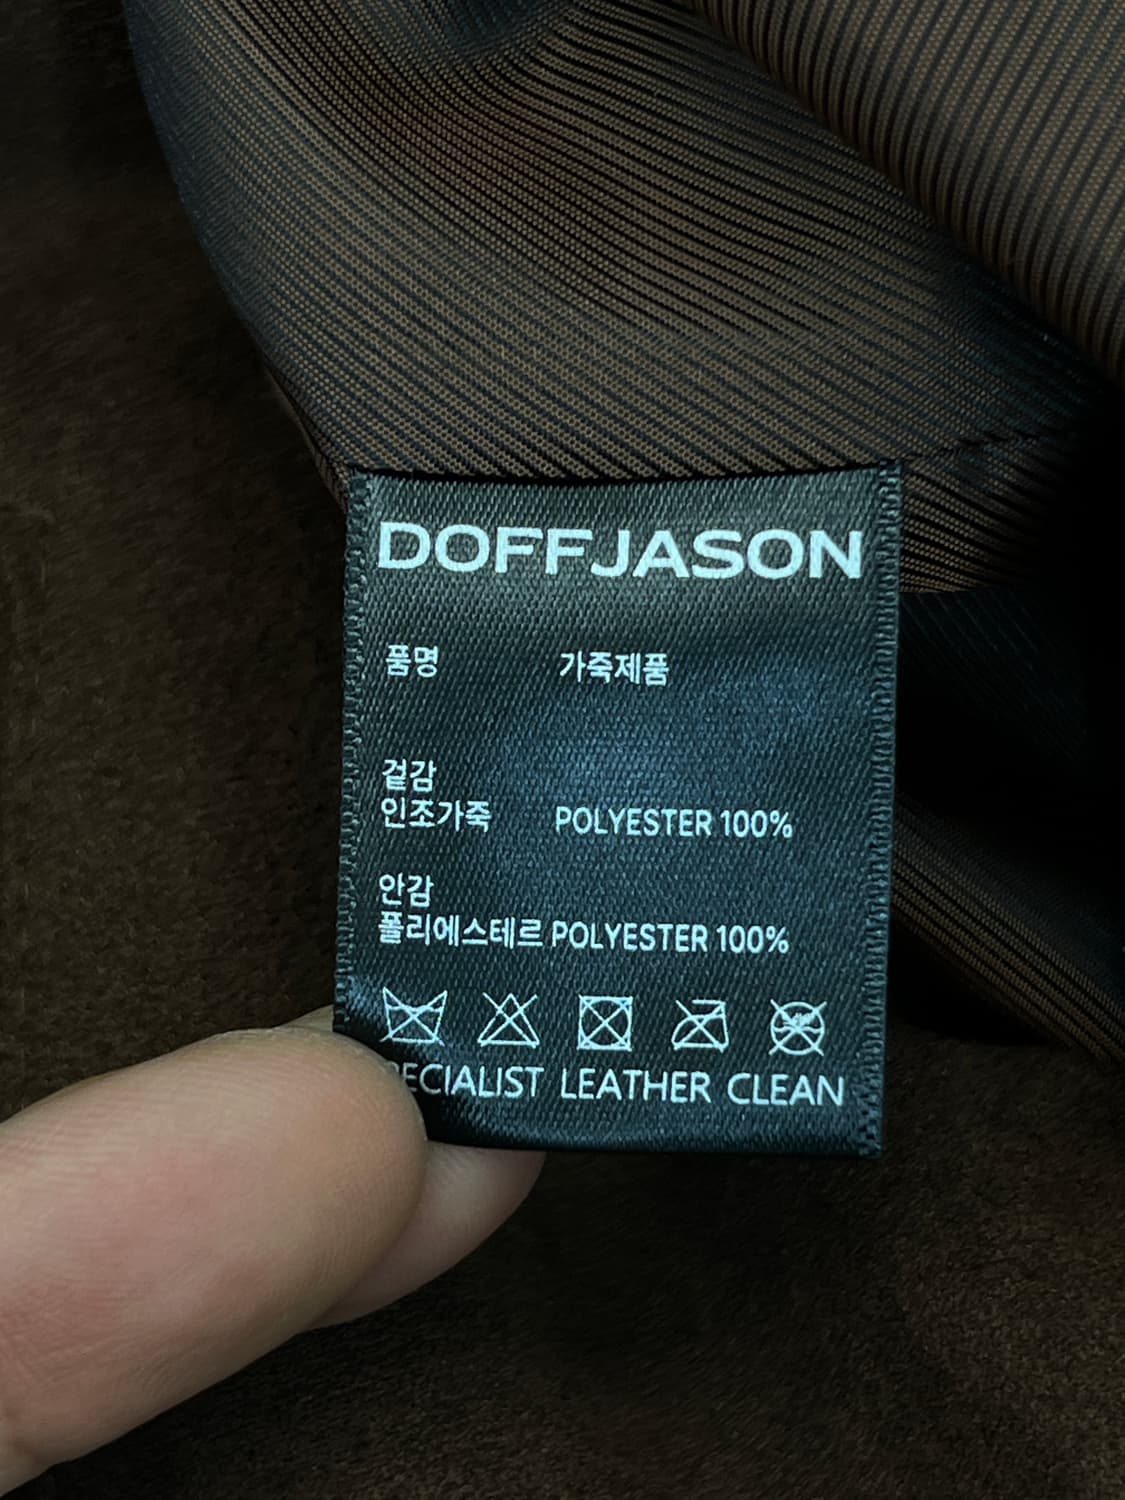 DOFFJASON
품명 가죽제품
겉감
인조가죽 POLYESTER 100%
안감
폴리에스테르 POLYESTER 100%
LEATHER CLEAN